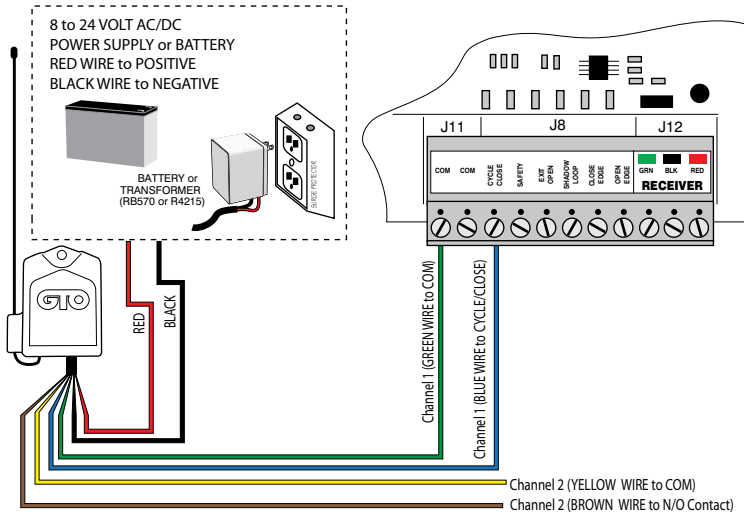 8 to 24 VOLT AC/DC
POWER SUPPLY or BATTERY
RED WIRE to POSITIVE
BLACK WIRE to NEGATIVE
BATTERY or
TRANSFORMER
(RB570 or R4215)
SURGE PROTECTOR
J11
J8
J12
COM
COM
CYCLE
CLOSE
SAFETY
EXIT
OPEN
SHADOW
LOOP
CLOSE
EDGE
OPEN
EDGE
GRN
BLK
RED
RECEIVER
GTO
RED
BLACK
Channel 1 (GREEN WIRE to COM)
Channel 1 (BLUE WIRE to CYCLE/CLOSE)
Channel 2 (YELLOW WIRE to COM)
Channel 2 (BROWN WIRE to N/O Contact)